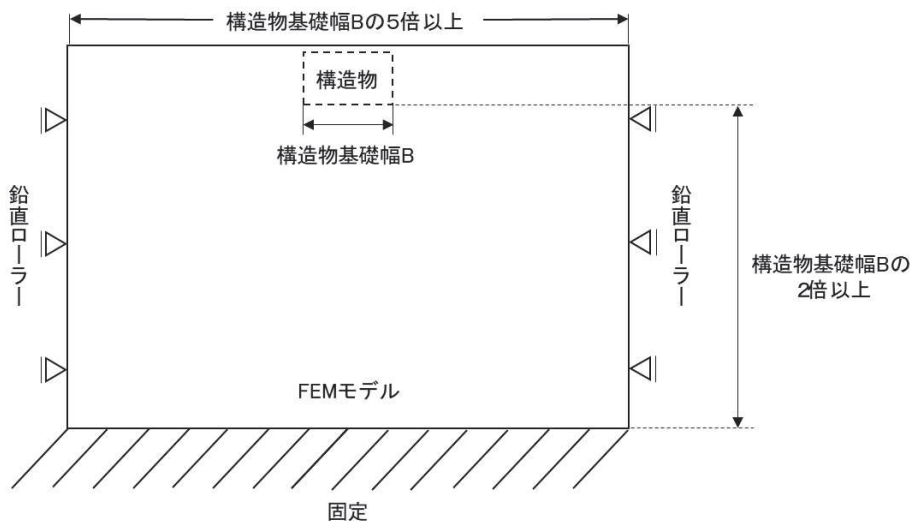 構造物基礎幅Bの5倍以上
構造物
構造物基礎幅B
鉛直ローラー
鉛直ローラー
構造物基礎幅Bの
2倍以上
FEMモデル
固定